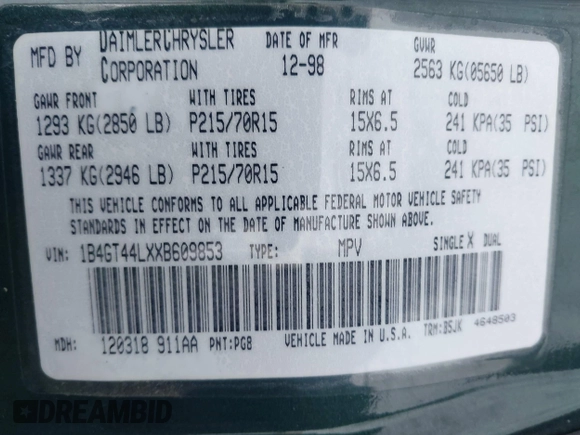 MFD BY DAIMLERCHRYSLER CORPORATION DATE OF MFR 12-98 GVWR 2563 KG(05650 LB)
GAWR FRONT WITH TIRES RIMS AT COLD
1293 KG(2850 LB) P215/70R15 15X6.5 241 KPA(35 PSI)
GAWR REAR WITH TIRES RIMS AT COLD
1337 KG(2946 LB) P215/70R15 15X6.5 241 KPA(35 PSI)
THIS VEHICLE CONFORMS TO ALL APPLICABLE FEDERAL MOTOR VEHICLE SAFETY
STANDARDS IN EFFECT ON THE DATE OF MANUFACTURE SHOWN ABOVE.
VIN: 1B4GT44LXXB609853 TYPE: MPV SINGLE X DUAL
MDH: 120318 911AA PNT:PG8 VEHICLE MADE IN U.S.A. TRM:BSJK 4648503
DREAMBID